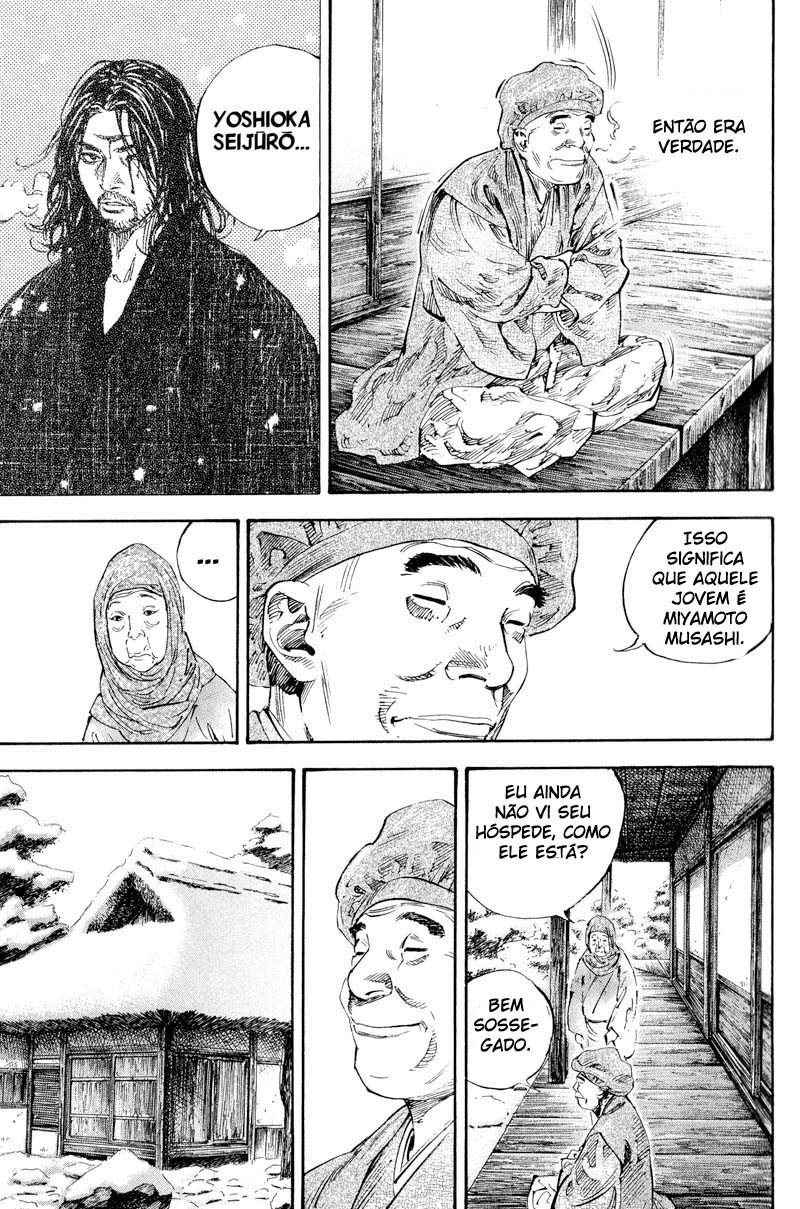 ENTÃO ERA
VERDADE.
YOSHIOKA
SEIJŪRŌ...
ISSO
SIGNIFICA
QUE AQUELE
JOVEM É
MIYAMOTO
MUSASHI.
...
EU AINDA
NÃO VI SEU
HÓSPEDE, COMO
ELE ESTÁ?
BEM
SOSSE-
GADO.